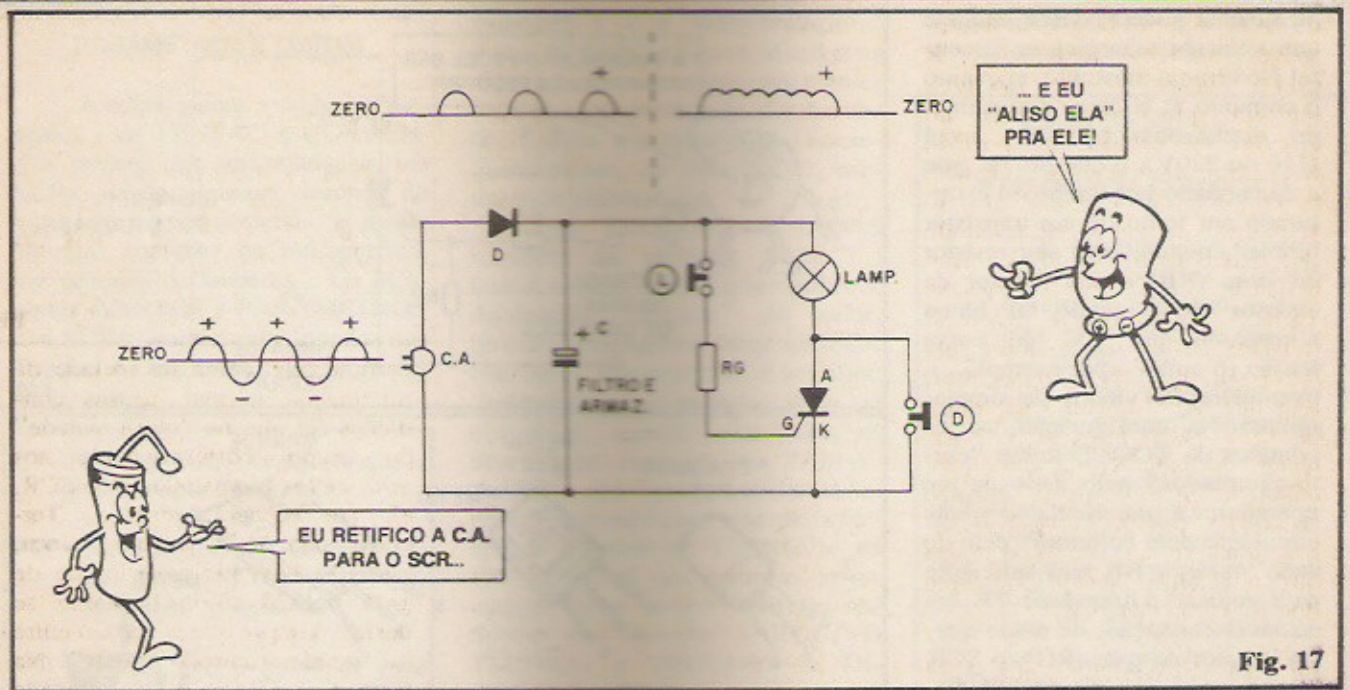 ZERO
+
+
ZERO
... E EU
“ALISO ELA”
PRA ELE!
D
L
LAMP.
+ + +
ZERO
C.A.
+ C
FILTRO E
ARMAZ.
RG
A
G K
D
- -
+ -
EU RETIFICO A C.A.
PARA O SCR...
Fig. 17